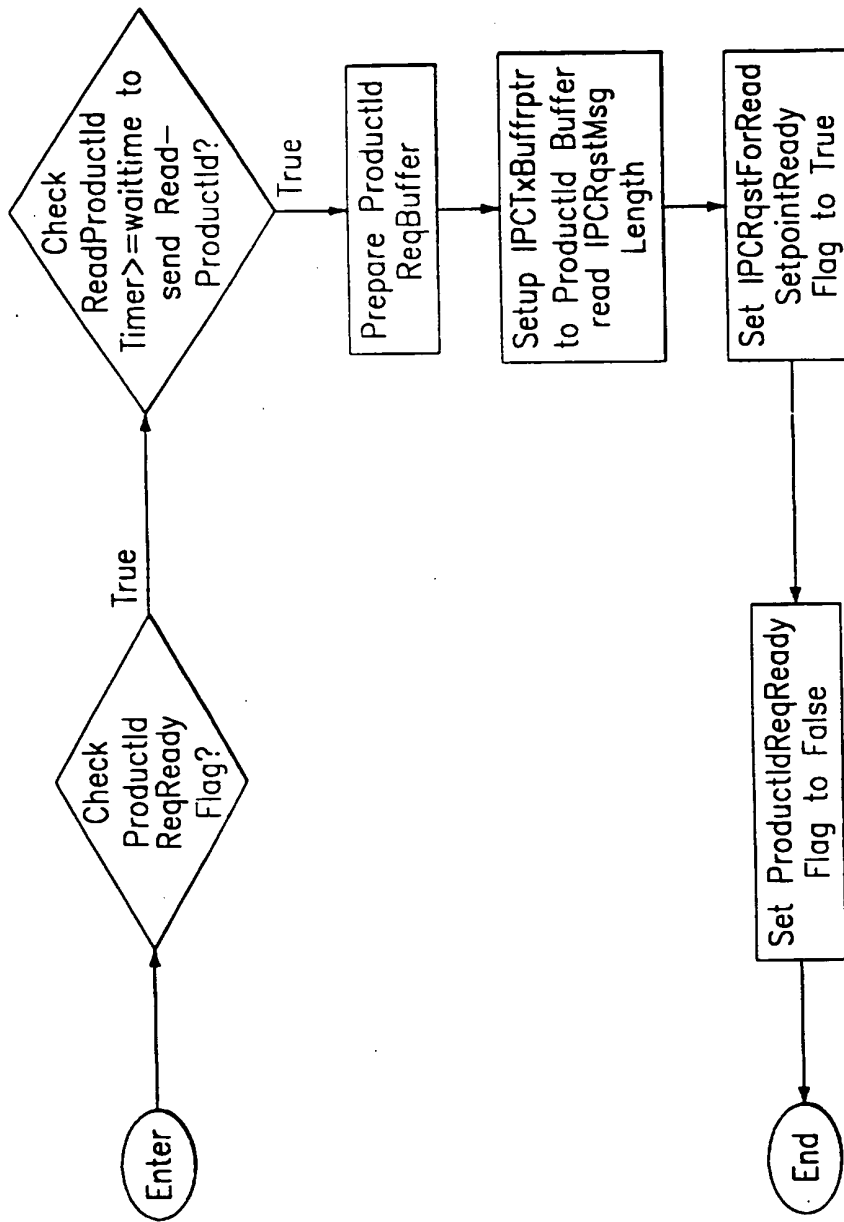 Enter
Check
ProductId
ReqReady
Flag?
True
Check
ReadProductId
Timer>=waittime to
send Read-
ProductId?
True
Prepare ProductId
ReqBuffer
Setup IPCTxBuffrptr
to ProductId Buffer
read IPCRqstMsg
Length
Set IPCRqstForRead
SetpointReady
Flag to True
Set ProductIdReqReady
Flag to False
End